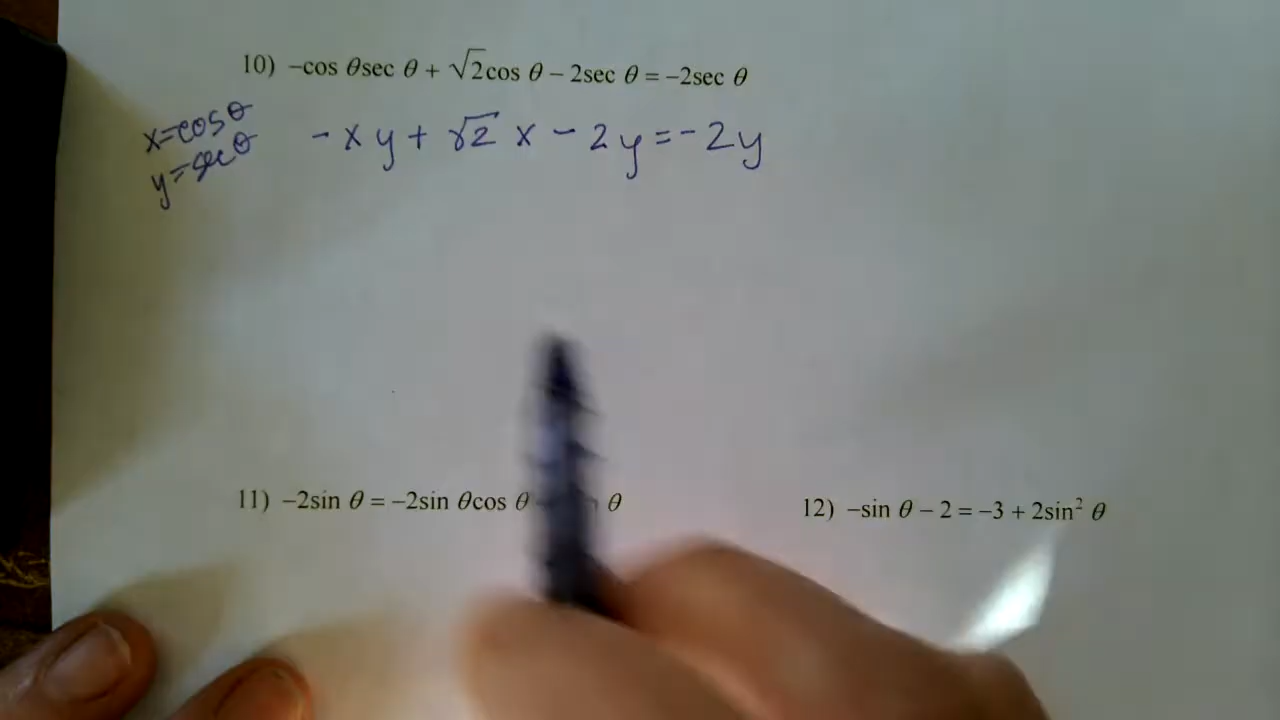 10) −cos θsec θ + √2cos θ − 2sec θ = −2sec θ
x=cosθ
y=secθ
-xy+√2x-2y=-2y
11) −2sin θ = −2sin θcos θ θ
12) −sin θ − 2 = −3 + 2sin² θ